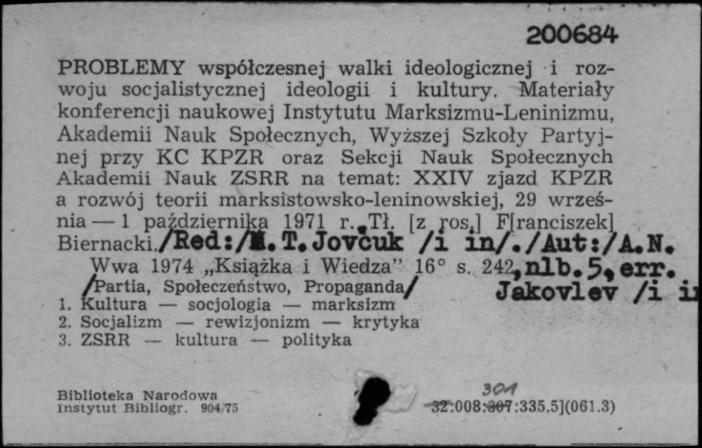 200684
PROBLEMY współczesnej walki ideologicznej i roz-
woju socjalistycznej ideologii i kultury. Materiały
konferencji naukowej Instytutu Marksizmu-Leninizmu,
Akademii Nauk Społecznych, Wyższej Szkoły Partyj-
nej przy KC KPZR oraz Sekcji Nauk Społecznych
Akademii Nauk ZSRR na temat: XXIV zjazd KPZR
a rozwój teorii marksistowsko-leninowskiej, 29 wrześ-
nia — 1 października 1971 r. Tł. [z ros.] F[ranciszek]
Biernacki./Red:/M.T.Jovčuk /i in/./Aut:/A.N.
Wwa 1974 „Książka i Wiedza” 16° s. 242, nlb.5, err.
/Partia, Społeczeństwo, Propaganda/ Jakovlev /i i
1. Kultura — socjologia — marksizm
2. Socjalizm — rewizjonizm — krytyka
3. ZSRR — kultura — polityka
301
Biblioteka Narodowa
Instytut Bibliogr. 904/75 32:008:307:335.5](061.3)